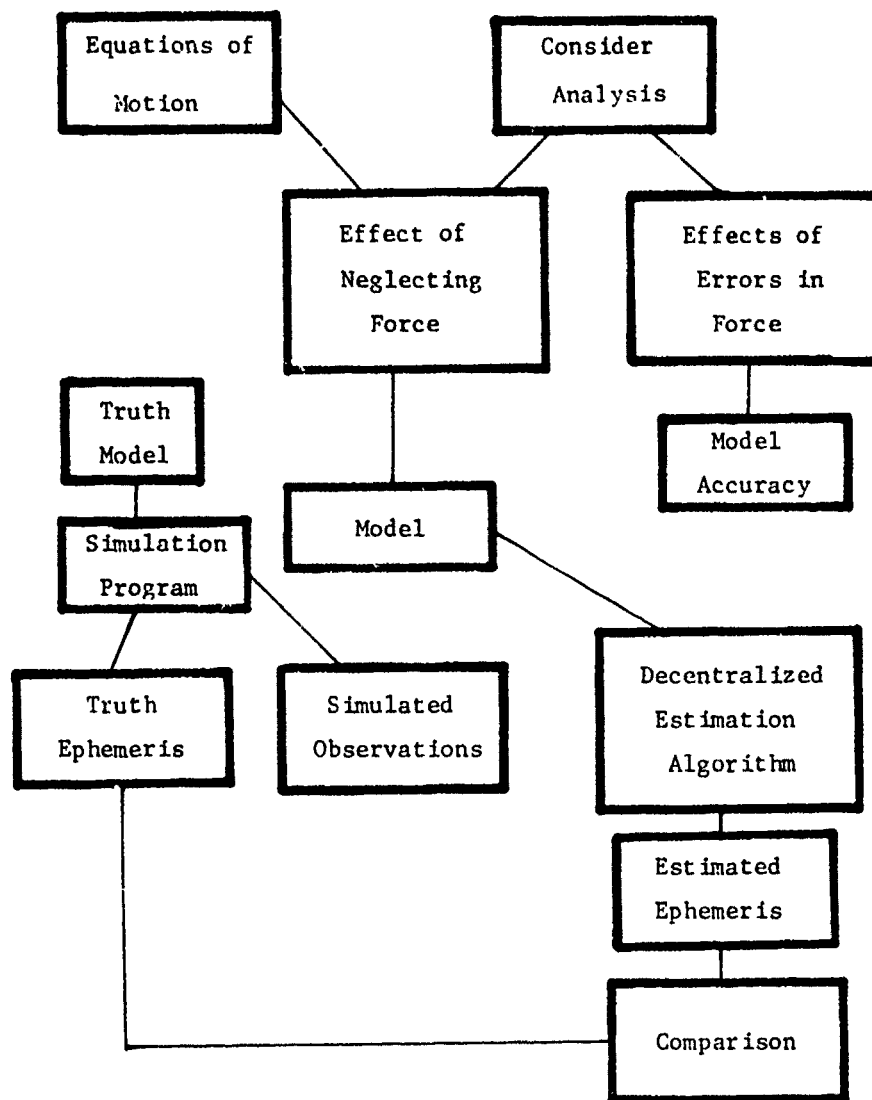 Equations of
Motion
Consider
Analysis
Effect of
Neglecting
Force
Effects of
Errors in
Force
Truth
Model
Model
Accuracy
Model
Simulation
Program
Decentralized
Estimation
Algorithm
Truth
Ephemeris
Simulated
Observations
Estimated
Ephemeris
Comparison